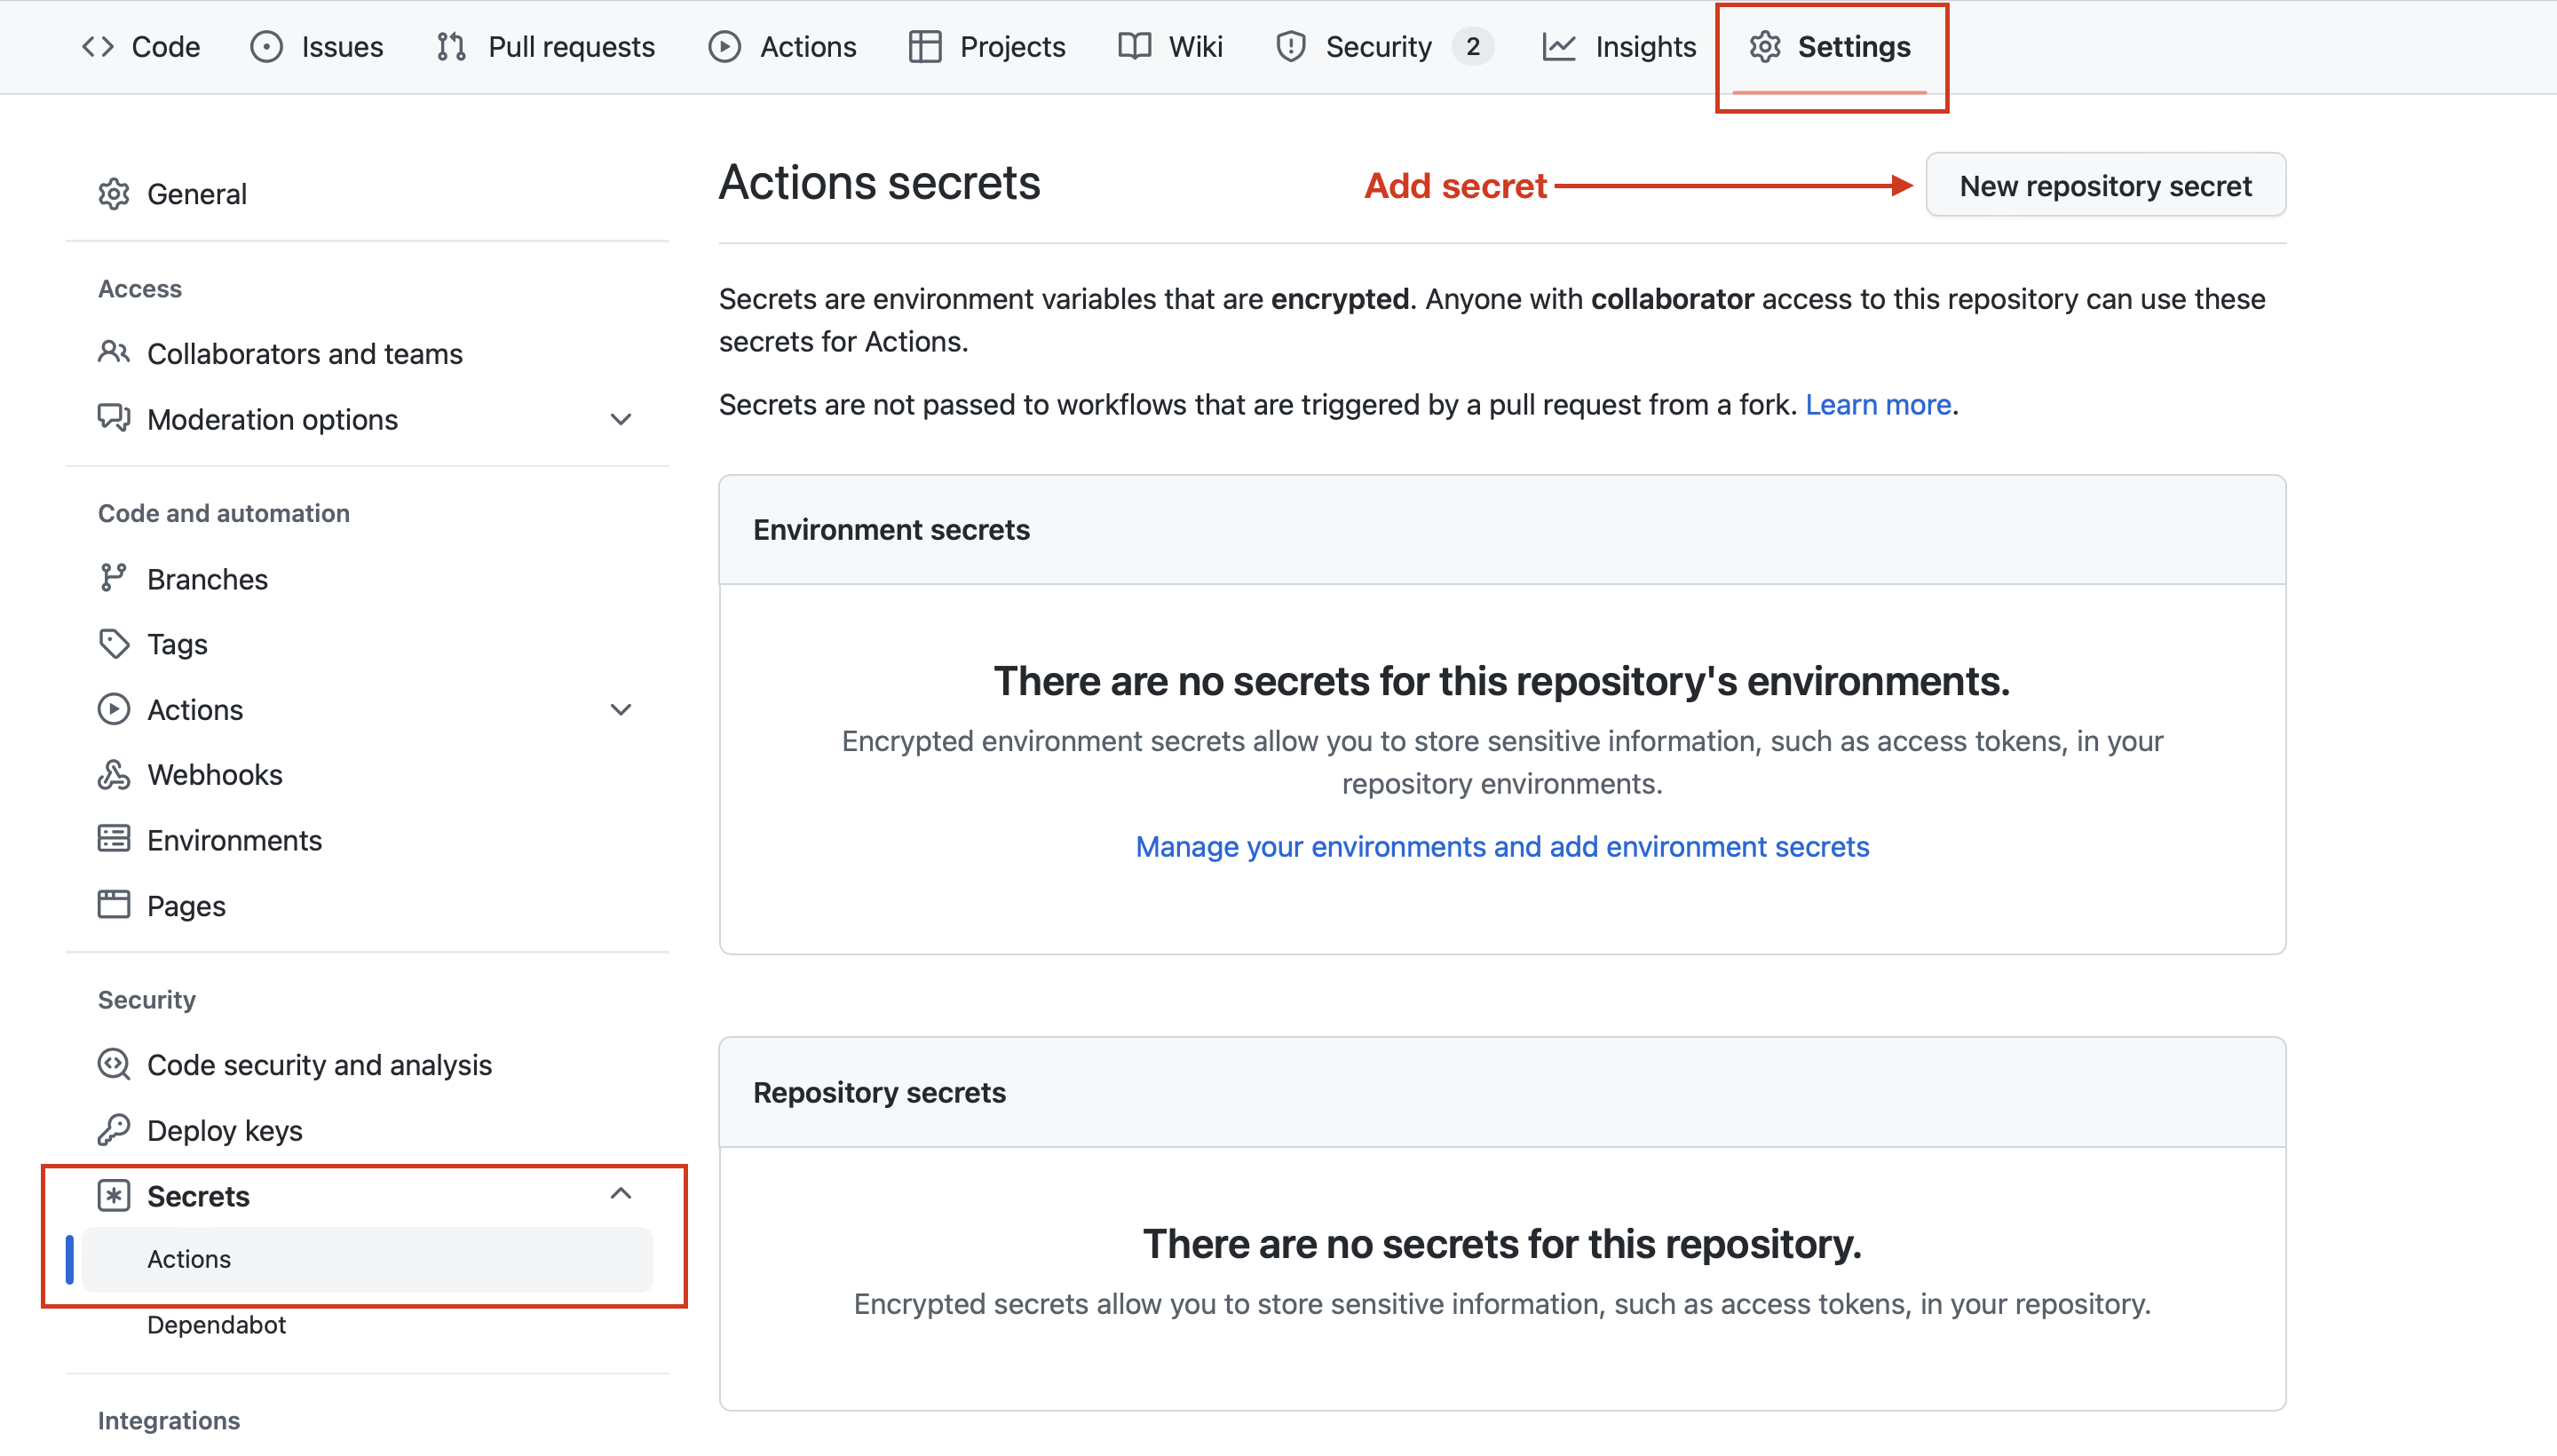 Code Issues Pull requests Actions Projects Wiki Security 2 Insights Settings
General
Access
Collaborators and teams
Moderation options
Code and automation
Branches
Tags
Actions
Webhooks
Environments
Pages
Security
Code security and analysis
Deploy keys
Secrets
Actions
Dependabot
Integrations
Actions secrets
Add secret
New repository secret
Secrets are environment variables that are encrypted. Anyone with collaborator access to this repository can use these
secrets for Actions.
Secrets are not passed to workflows that are triggered by a pull request from a fork. Learn more.
Environment secrets
There are no secrets for this repository's environments.
Encrypted environment secrets allow you to store sensitive information, such as access tokens, in your
repository environments.
Manage your environments and add environment secrets
Repository secrets
There are no secrets for this repository.
Encrypted secrets allow you to store sensitive information, such as access tokens, in your repository.